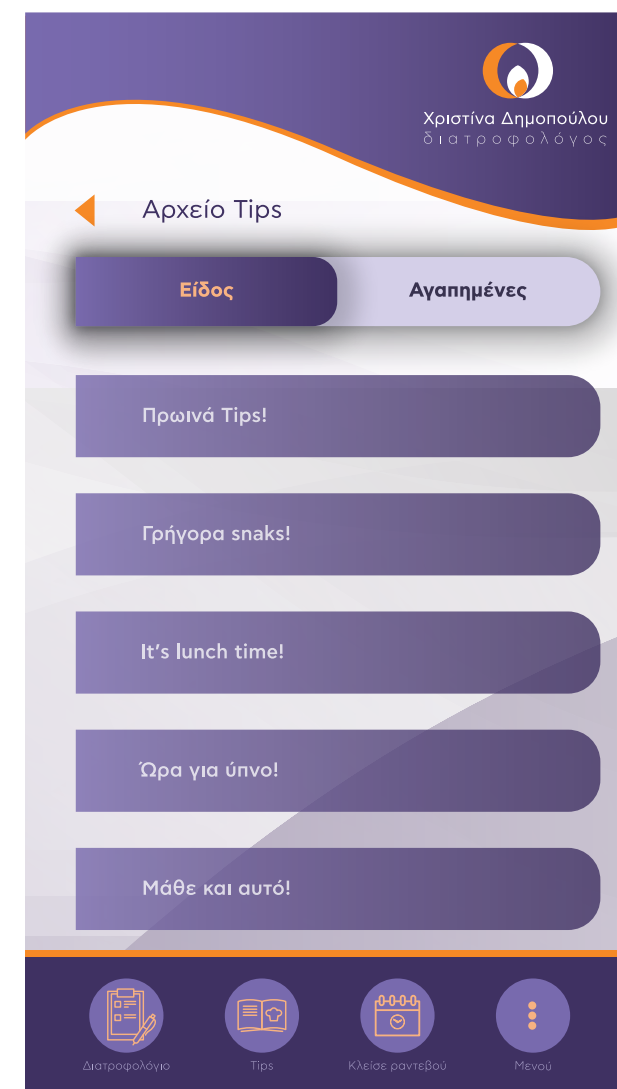 Χριστίνα Δημοπούλου
διατροφολόγος
Αρχείο Tips
Είδος
Αγαπημένες
Πρωινά Tips!
Γρήγορα snaks!
It's lunch time!
Ώρα για ύπνο!
Μάθε και αυτό!
Διατροφολόγιο
Tips
Κλείσε ραντεβού
Μενού